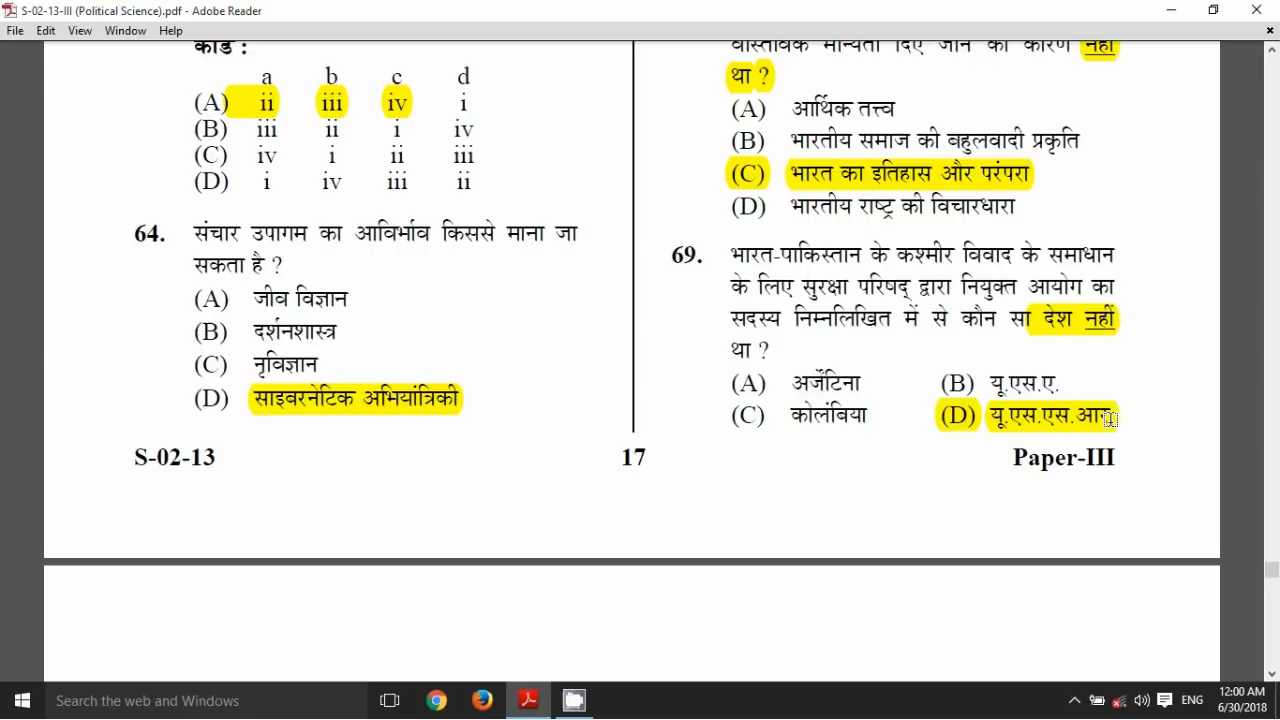 S-02-13-III (Political Science).pdf - Adobe Reader
File Edit View Window Help
कोड :
a b c d
(A) ii iii iv i
(B) iii ii i iv
(C) iv i ii iii
(D) i iv iii ii
64. संचार उपागम का आविर्भाव किससे माना जा
सकता है ?
(A) जीव विज्ञान
(B) दर्शनशास्त्र
(C) नृविज्ञान
(D) साइबरनेटिक अभियांत्रिकी
वास्तविक मान्यता दिए जाने का कारण नहीं
था ?
(A) आर्थिक तत्त्व
(B) भारतीय समाज की बहुलवादी प्रकृति
(C) भारत का इतिहास और परंपरा
(D) भारतीय राष्ट्र की विचारधारा
69. भारत-पाकिस्तान के कश्मीर विवाद के समाधान
के लिए सुरक्षा परिषद् द्वारा नियुक्त आयोग का
सदस्य निम्नलिखित में से कौन सा देश नहीं
था ?
(A) अर्जेंटिना (B) यू.एस.ए.
(C) कोलंबिया (D) यू.एस.एस.आर
S-02-13 17 Paper-III
Search the web and Windows
ENG
12:00 AM
6/30/2018